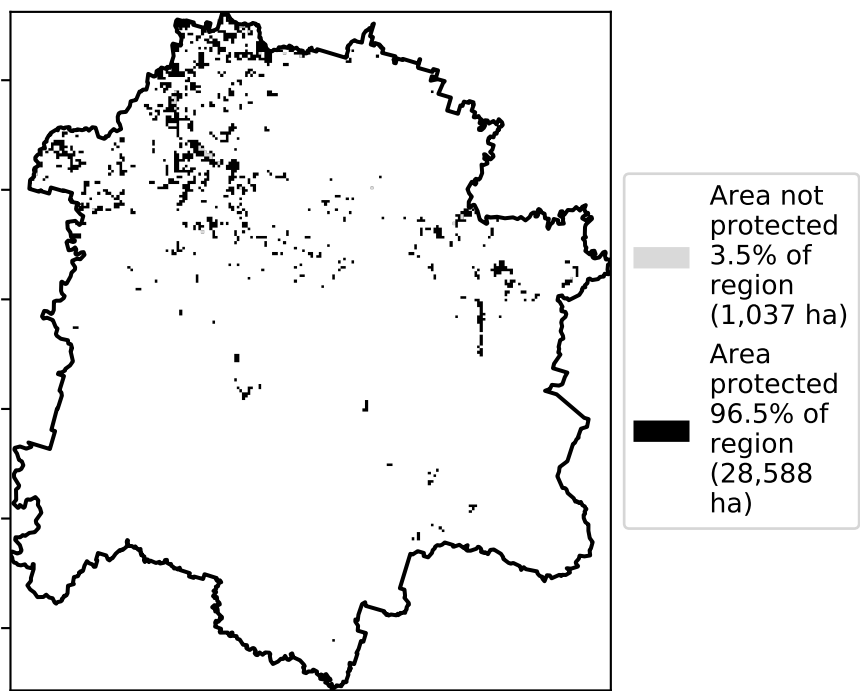 Area not
protected
3.5% of
region
(1,037 ha)
Area
protected
96.5% of
region
(28,588
ha)